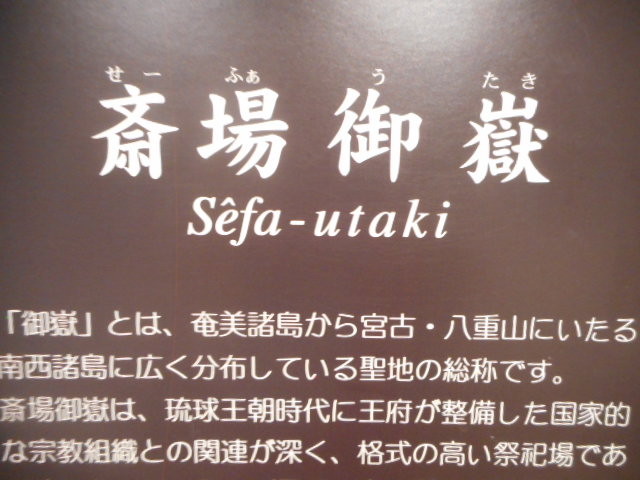 せー ふぁ う たき
斎場御嶽
Sêfa-utaki
「御嶽」とは、奄美諸島から宮古・八重山にいたる
南西諸島に広く分布している聖地の総称です。
斎場御嶽は、琉球王朝時代に王府が整備した国家的
な宗教組織との関連が深く、格式の高い祭祀場であ